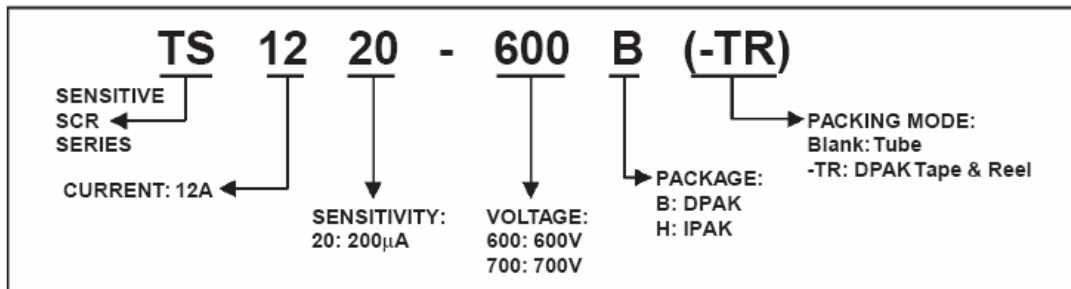 TS 12 20 - 600 B (-TR)
SENSITIVE
SCR
SERIES
CURRENT: 12A
SENSITIVITY:
20: 200µA
VOLTAGE:
600: 600V
700: 700V
PACKAGE:
B: DPAK
H: IPAK
PACKING MODE:
Blank: Tube
-TR: DPAK Tape & Reel